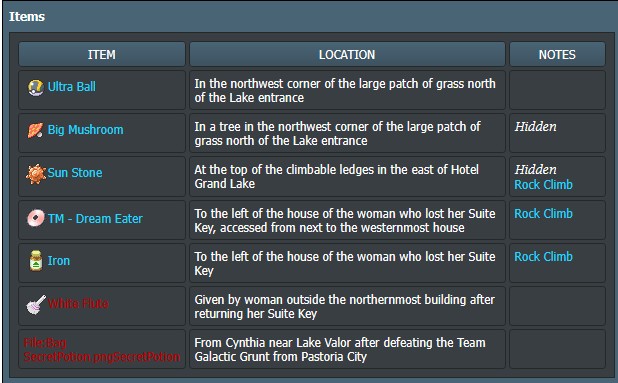 Items
ITEM LOCATION NOTES
Ultra Ball
In the northwest corner of the large patch of grass north
of the Lake entrance
Big Mushroom
In a tree in the northwest corner of the large patch of
grass north of the Lake entrance
Hidden
Sun Stone
At the top of the climbable ledges in the east of Hotel
Grand Lake
Hidden
Rock Climb
TM - Dream Eater
To the left of the house of the woman who lost her Suite
Key, accessed from next to the westernmost house
Rock Climb
Iron
To the left of the house of the woman who lost her Suite
Key
Rock Climb
White Flute
Given by woman outside the northernmost building after
returning her Suite Key
File:Bag
SecretPotion.pngSecretPotion
From Cynthia near Lake Valor after defeating the Team
Galactic Grunt from Pastoria City